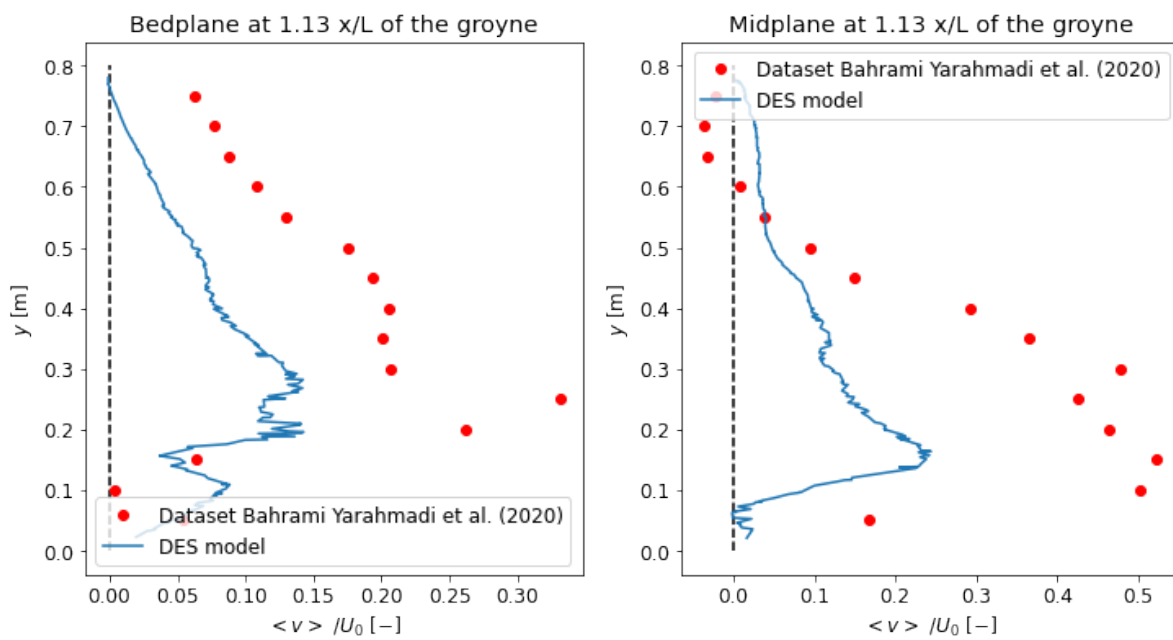 Bedplane at 1.13 x/L of the groyne
0.8
0.7
0.6
0.5
0.4
0.3
0.2
0.1
0.0
y [m]
Dataset Bahrami Yarahmadi et al. (2020)
DES model
0.00 0.05 0.10 0.15 0.20 0.25 0.30
< v > /U₀ [−]
Midplane at 1.13 x/L of the groyne
Dataset Bahrami Yarahmadi et al. (2020)
DES model
0.8
0.7
0.6
0.5
0.4
0.3
0.2
0.1
0.0
y [m]
0.0 0.1 0.2 0.3 0.4 0.5
< v > /U₀ [−]